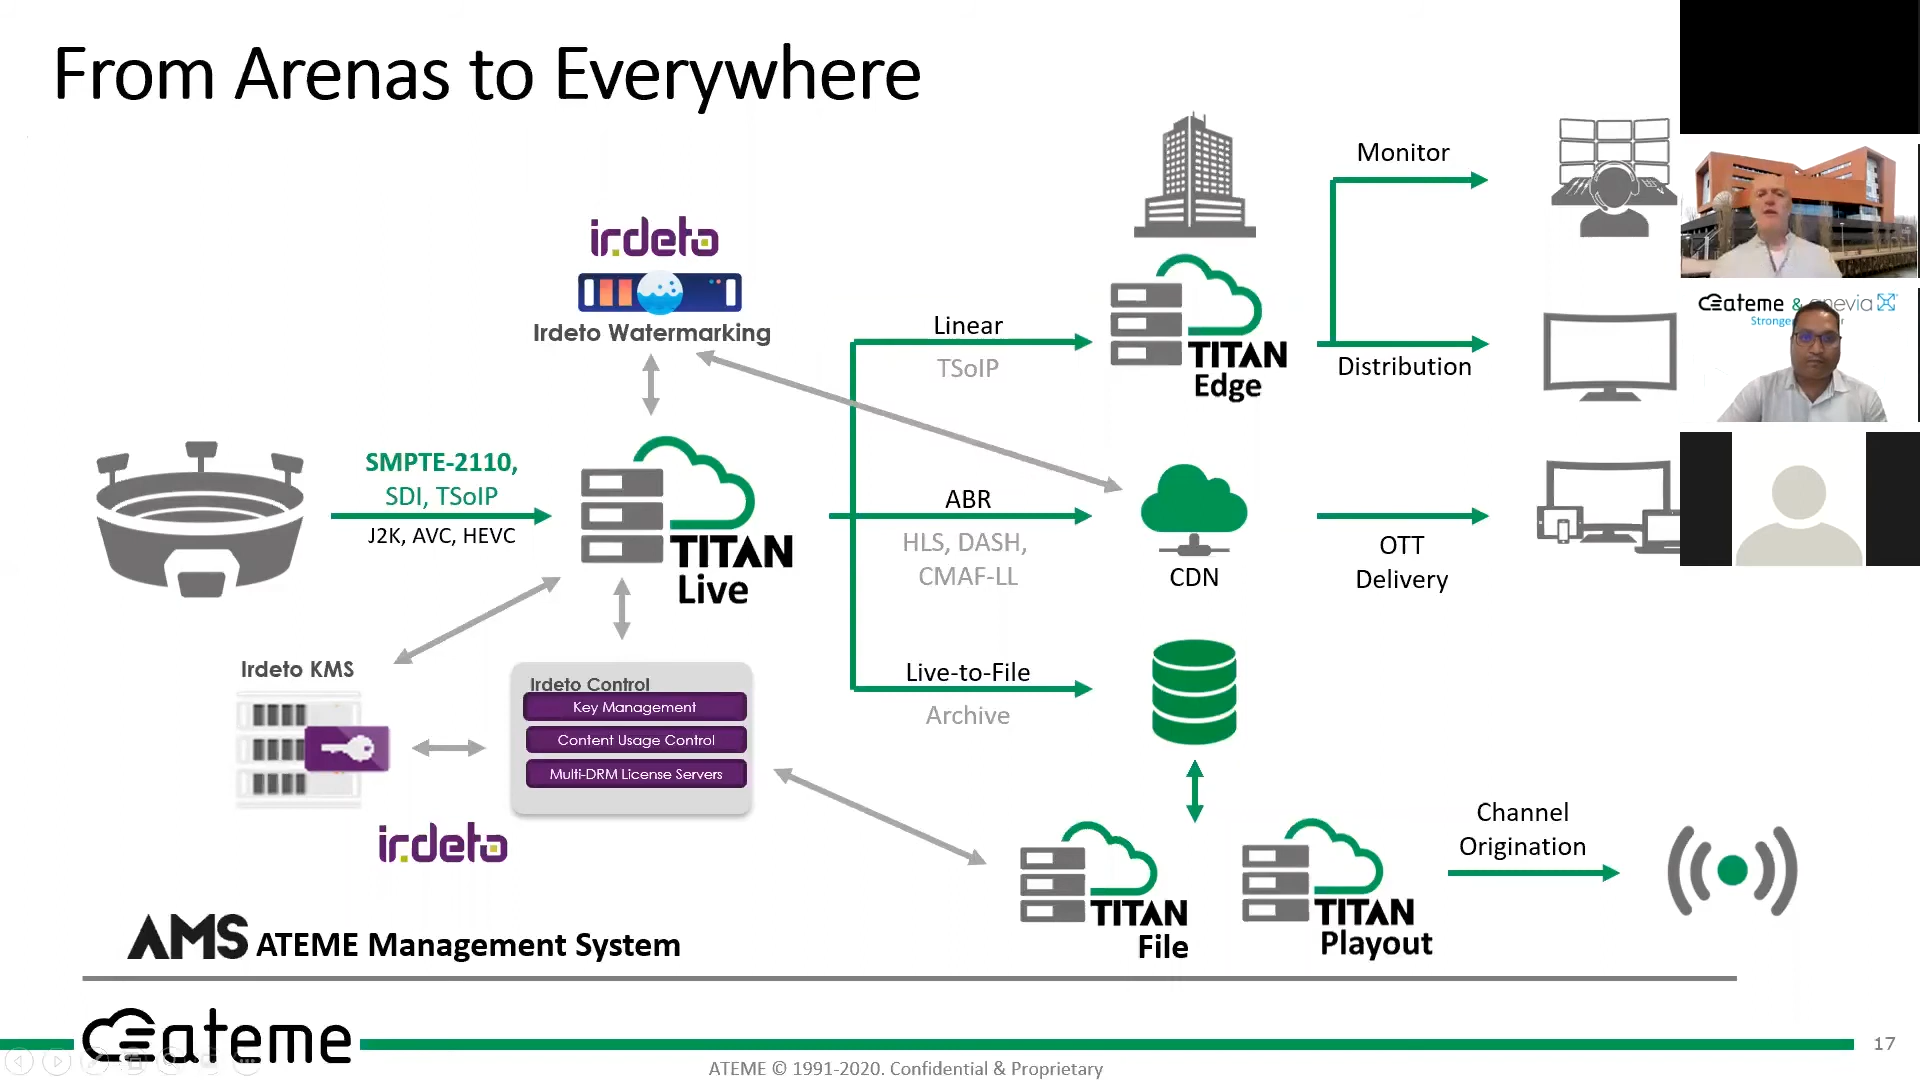 From Arenas to Everywhere
Monitor
irdeto
Irdeto Watermarking
ateme & enevia
Linear
TSoIP
TITAN
Edge
Distribution
SMPTE-2110,
SDI, TSoIP
J2K, AVC, HEVC
TITAN
Live
ABR
HLS, DASH,
CMAF-LL
CDN
OTT
Delivery
Irdeto KMS
Irdeto Control
Key Management
Content Usage Control
Multi-DRM License Servers
irdeto
Live-to-File
Archive
TITAN
File
TITAN
Playout
Channel
Origination
AMS ATEME Management System
ateme
ATEME © 1991-2020. Confidential & Proprietary
17